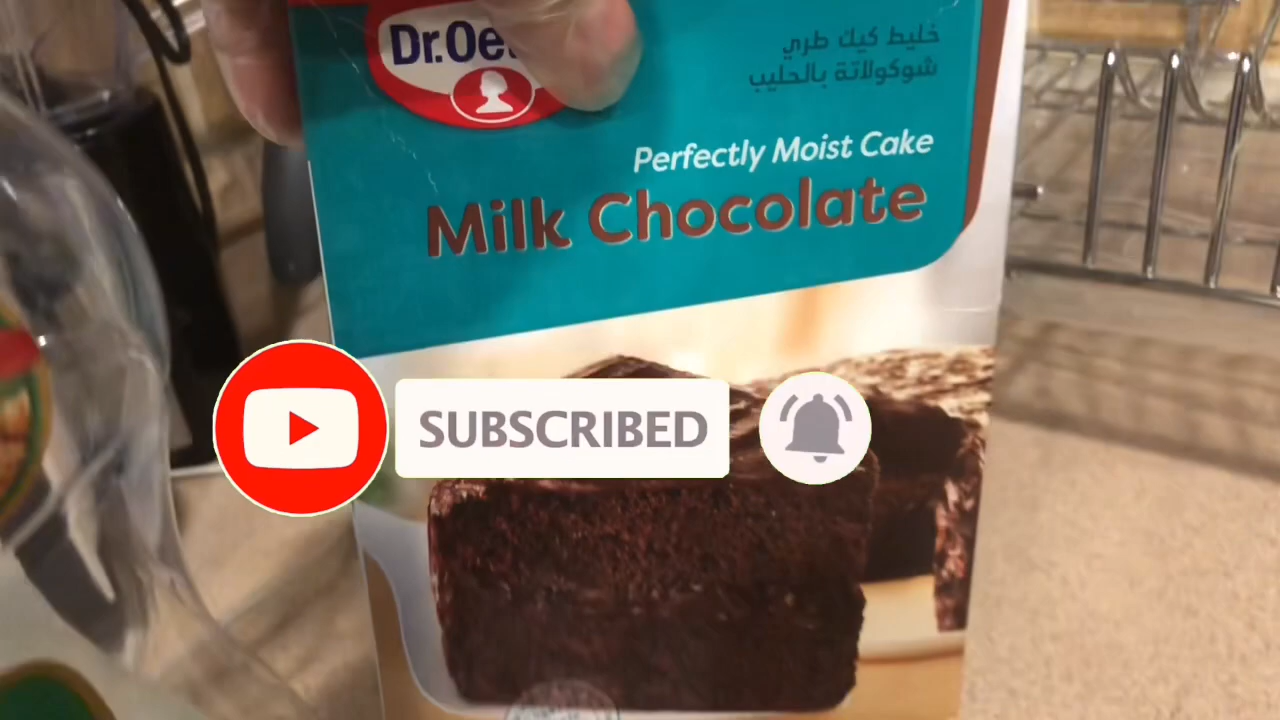 Dr.Oe
خليط كيك طري
شوكولاتة بالحليب
Perfectly Moist Cake
Milk Chocolate
SUBSCRIBED